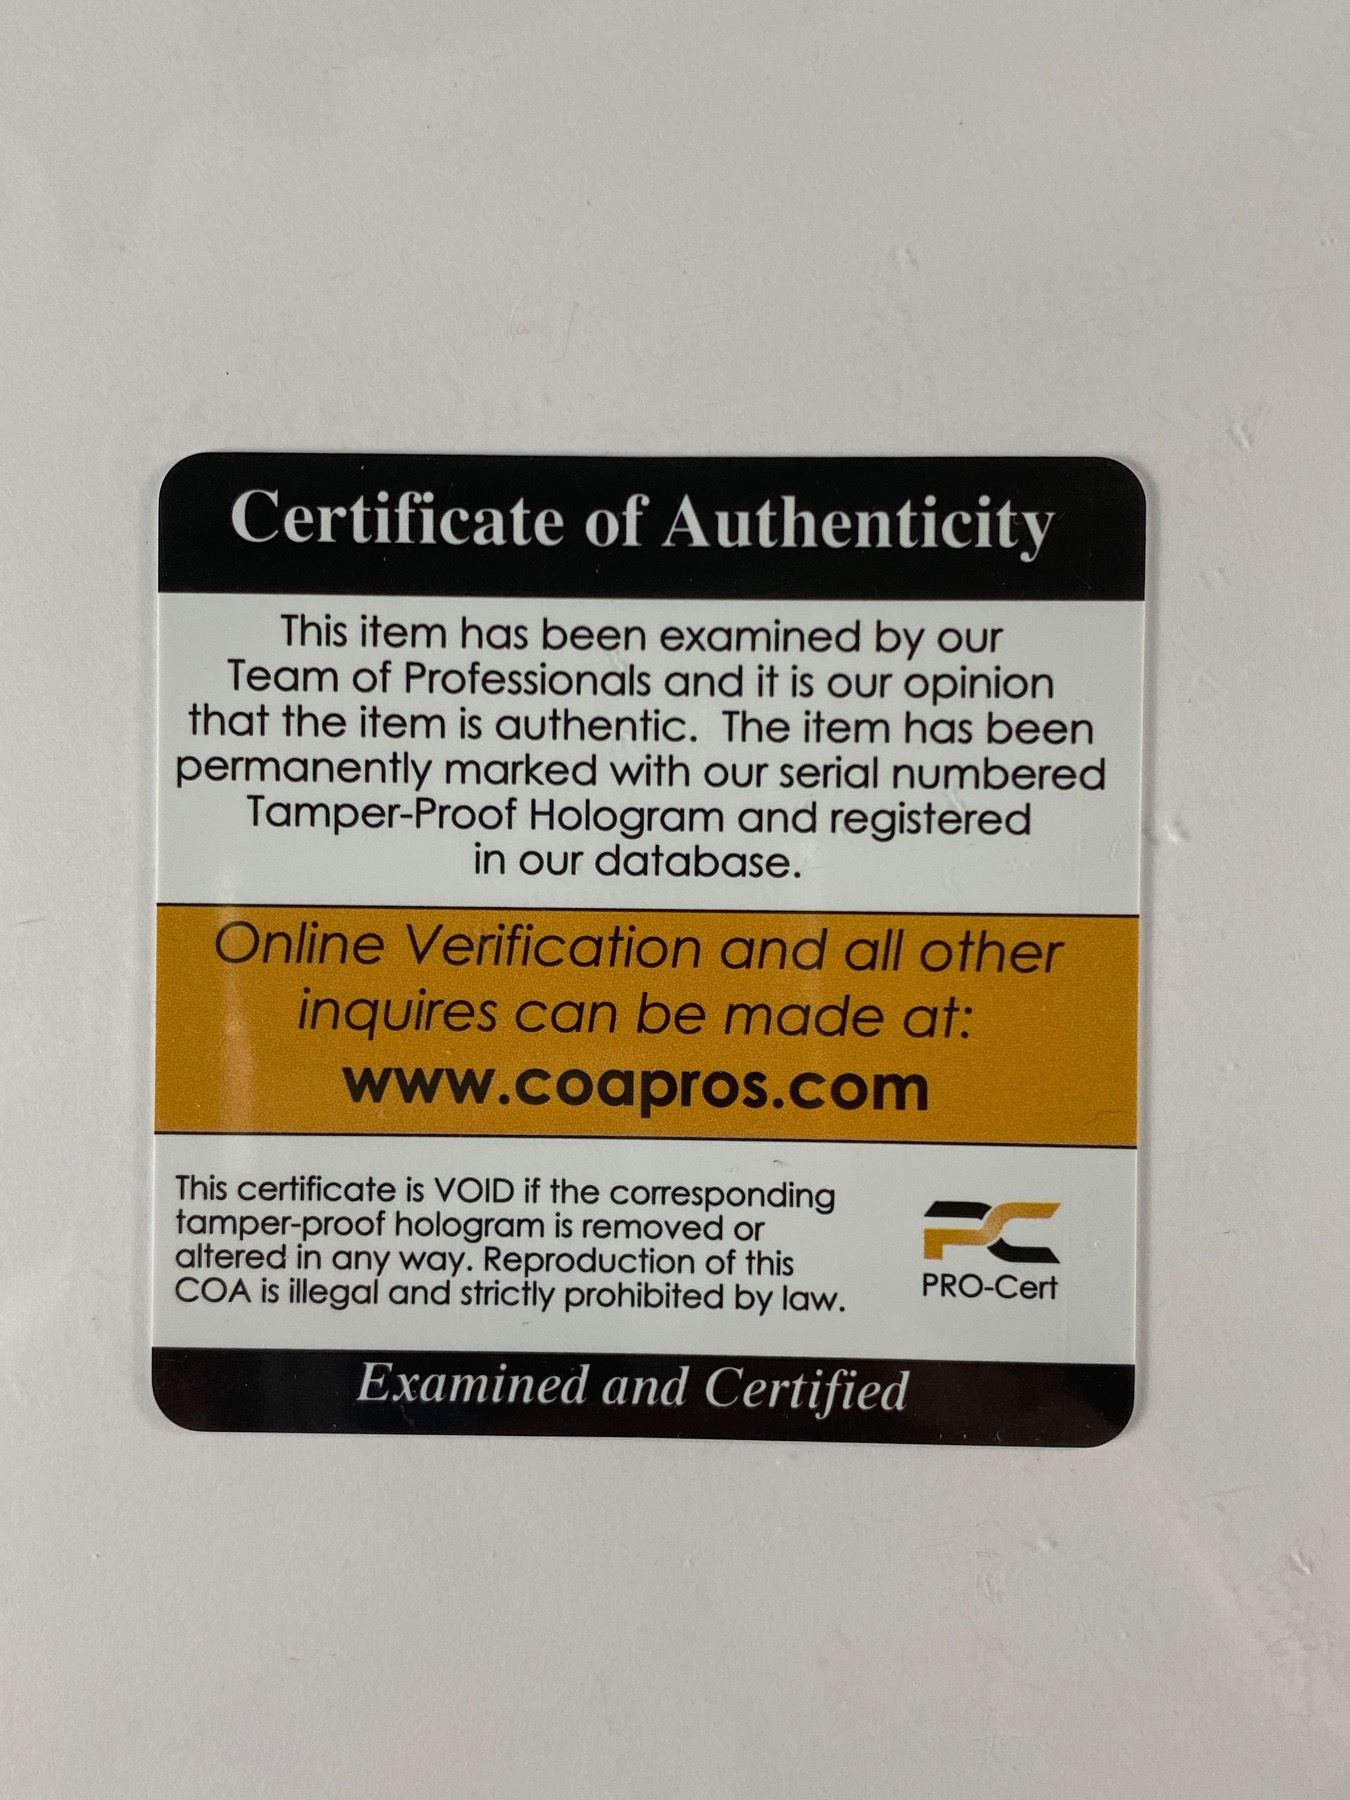 Certificate of Authenticity
This item has been examined by our
Team of Professionals and it is our opinion
that the item is authentic. The item has been
permanently marked with our serial numbered
Tamper-Proof Hologram and registered
in our database.
Online Verification and all other
inquires can be made at:
www.coapros.com
This certificate is VOID if the corresponding
tamper-proof hologram is removed or
altered in any way. Reproduction of this
COA is illegal and strictly prohibited by law.
PC
PRO-Cert
Examined and Certified